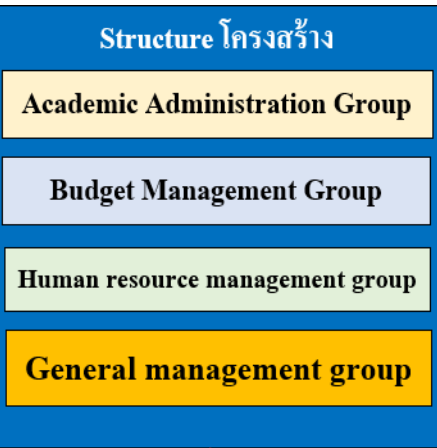 Structure โครงสร้าง
Academic Administration Group
Budget Management Group
Human resource management group
General management group